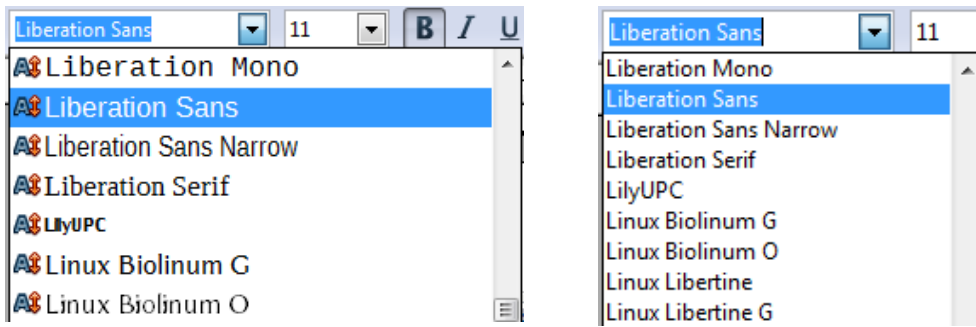 Liberation Sans 11 B I U
Liberation Mono
Liberation Sans
Liberation Sans Narrow
Liberation Serif
LilyUPC
Linux Biolinum G
Linux Biolinum O
Liberation Sans 11
Liberation Mono
Liberation Sans
Liberation Sans Narrow
Liberation Serif
LilyUPC
Linux Biolinum G
Linux Biolinum O
Linux Libertine
Linux Libertine G